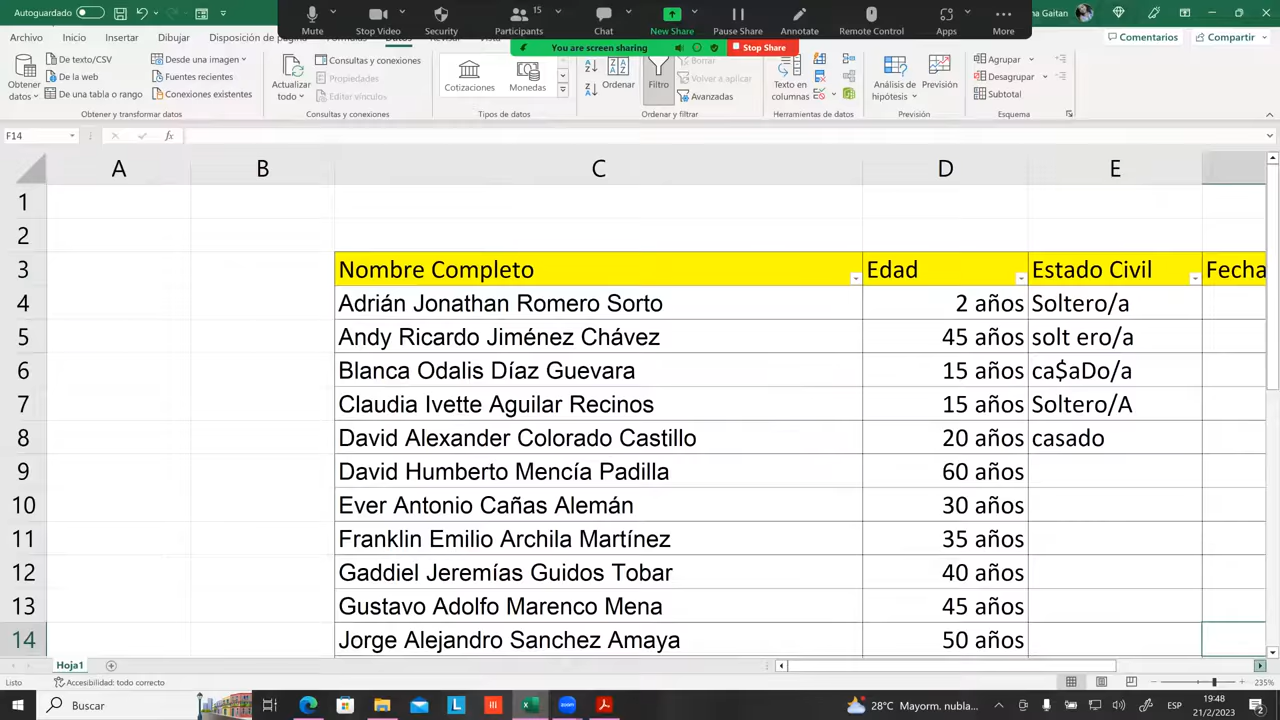 Autoguardado
15
Mute
Stop Video
Security
Participants
Chat
New Share
Pause Share
Annotate
Remote Control
Apps
More
a Gaitan
You are screen sharing
Stop Share
Archivo
Inicio
Insertar
Dibujar
Disposición de página
Fórmulas
Datos
Comentarios
Compartir
Obtener datos
De texto/CSV
De la web
De una tabla o rango
Desde una imagen
Fuentes recientes
Conexiones existentes
Obtener y transformar datos
Actualizar todo
Consultas y conexiones
Propiedades
Editar vínculos
Consultas y conexiones
Cotizaciones
Monedas
Tipos de datos
Ordenar
Filtro
Borrar
Volver a aplicar
Avanzadas
Ordenar y filtrar
Texto en columnas
Herramientas de datos
Análisis de hipótesis
Previsión
Previsión
Agrupar
Desagrupar
Subtotal
Esquema
F14
fx
A B C D E
1
2
3 Nombre Completo Edad Estado Civil Fecha
4 Adrián Jonathan Romero Sorto 2 años Soltero/a
5 Andy Ricardo Jiménez Chávez 45 años solt ero/a
6 Blanca Odalis Díaz Guevara 15 años ca$aDo/a
7 Claudia Ivette Aguilar Recinos 15 años Soltero/A
8 David Alexander Colorado Castillo 20 años casado
9 David Humberto Mencía Padilla 60 años
10 Ever Antonio Cañas Alemán 30 años
11 Franklin Emilio Archila Martínez 35 años
12 Gaddiel Jeremías Guidos Tobar 40 años
13 Gustavo Adolfo Marenco Mena 45 años
14 Jorge Alejandro Sanchez Amaya 50 años
Hoja1
Listo
Accesibilidad: todo correcto
235%
Buscar
28°C Mayorm. nubla...
ESP
19:48
21/2/2023